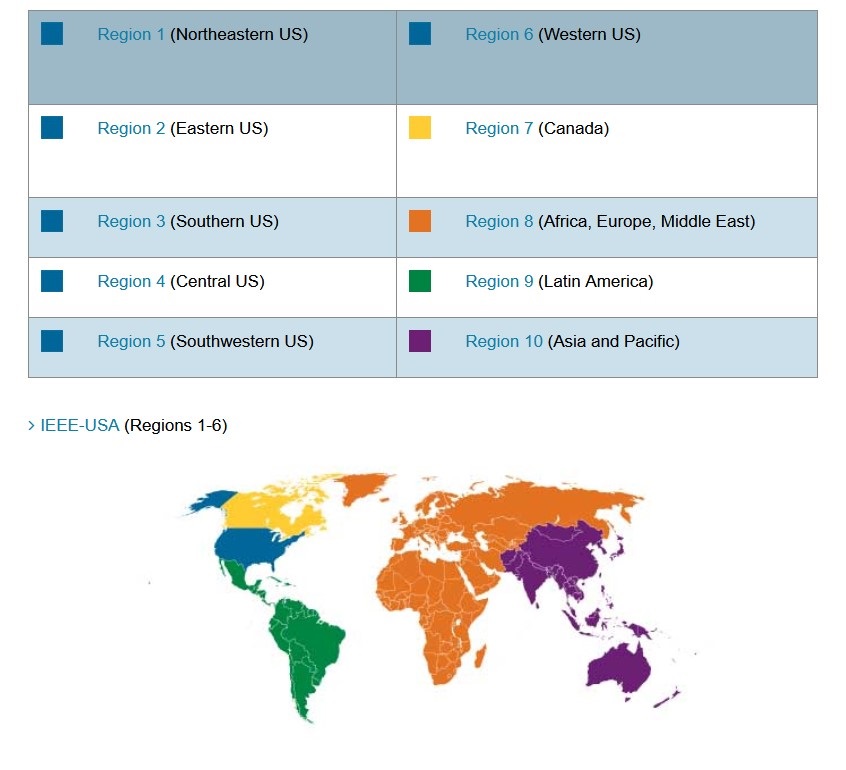 Region 1 (Northeastern US)
Region 6 (Western US)
Region 2 (Eastern US)
Region 7 (Canada)
Region 3 (Southern US)
Region 8 (Africa, Europe, Middle East)
Region 4 (Central US)
Region 9 (Latin America)
Region 5 (Southwestern US)
Region 10 (Asia and Pacific)
> IEEE-USA (Regions 1-6)